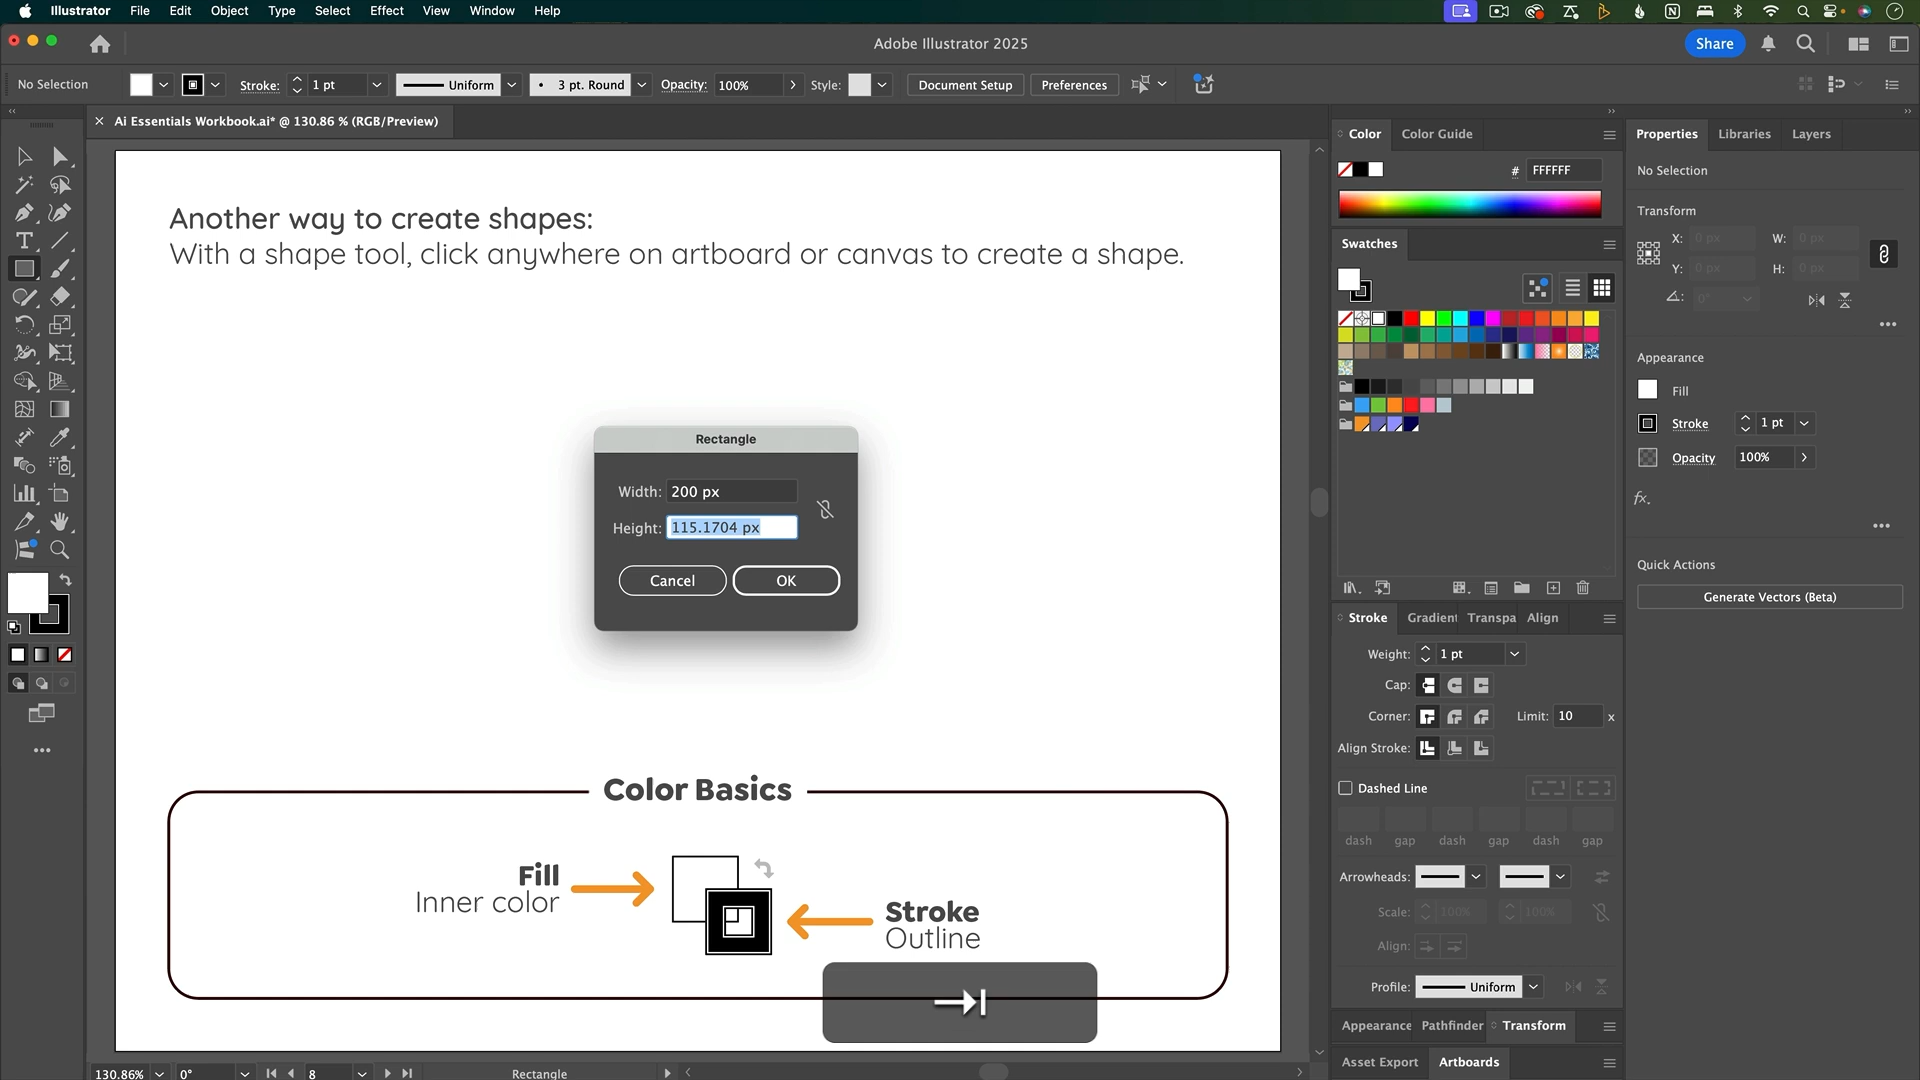 Illustrator File Edit Object Type Select Effect View Window Help
Adobe Illustrator 2025
Share
No Selection
Stroke:
1 pt
Uniform
3 pt. Round
Opacity:
100%
Style:
Document Setup
Preferences
Ai Essentials Workbook.ai* @ 130.86 % (RGB/Preview)
Another way to create shapes:
With a shape tool, click anywhere on artboard or canvas to create a shape.
Rectangle
Width: 200 px
Height: 115.1704 px
Cancel
OK
Color Basics
Fill
Inner color
Stroke
Outline
130.86%
0°
8
Rectangle
Color
Color Guide
# FFFFFF
Swatches
Stroke
Gradien
Transpa
Align
Weight: 1 pt
Cap:
Corner:
Limit: 10 x
Align Stroke:
Dashed Line
dash gap dash gap dash gap
Arrowheads:
Scale: 100% 100%
Align:
Profile: Uniform
Appearance
Pathfinder
Transform
Asset Export
Artboards
Properties
Libraries
Layers
No Selection
Transform
X: 0 px W: 0 px
Y: 0 px H: 0 px
0°
Appearance
Fill
Stroke 1 pt
Opacity 100%
fx.
Quick Actions
Generate Vectors (Beta)